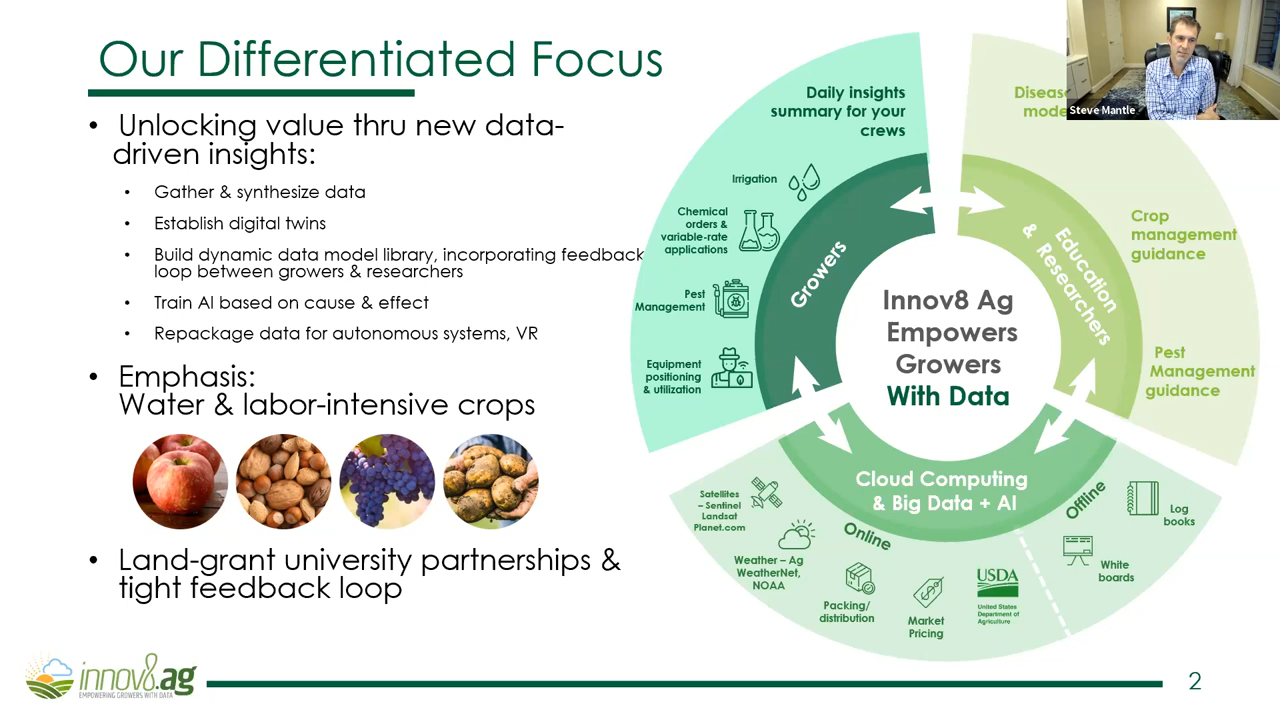 Our Differentiated Focus
• Unlocking value thru new data-
driven insights:
• Gather & synthesize data
• Establish digital twins
• Build dynamic data model library, incorporating feedback
loop between growers & researchers
• Train AI based on cause & effect
• Repackage data for autonomous systems, VR
• Emphasis:
Water & labor-intensive crops
• Land-grant university partnerships &
tight feedback loop
Daily insights
summary for your
crews
Irrigation
Chemical
orders &
variable-rate
applications
Pest
Management
Equipment
positioning
& utilization
Growers
Education
& Researchers
Steve Mantle
Crop
management
guidance
Pest
Management
guidance
Innov8 Ag
Empowers
Growers
With Data
Cloud Computing
& Big Data + AI
Online
Offline
Satellites
– Sentinel
Landsat
Planet.com
Weather – Ag
WeatherNet,
NOAA
Packing/
distribution
Market
Pricing
USDA
United States
Department of
Agriculture
Log
books
White
boards
innov8.ag
EMPOWERING GROWERS WITH DATA
2